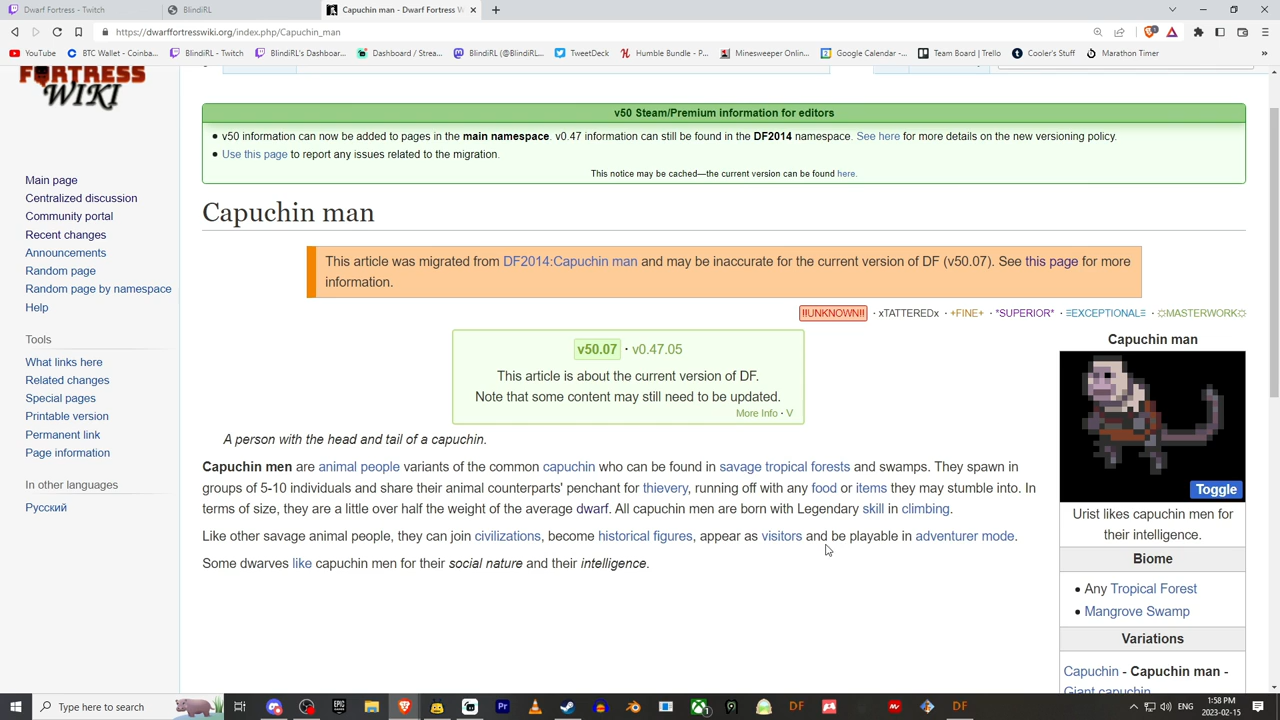 Dwarf Fortress - Twitch
BlindiRL
Capuchin man - Dwarf Fortress W
https://dwarffortresswiki.org/index.php/Capuchin_man
YouTube
BTC Wallet - Coinba...
BlindiRL - Twitch
BlindiRL's Dashboar...
Dashboard / Strea...
BlindiRL (@BlindiRL...
TweetDeck
Humble Bundle - P...
Minesweeper Onlin...
Google Calendar -...
Team Board | Trello
Cooler's Stuff
Marathon Timer
»
FORTRESS
WIKI
Main page
Centralized discussion
Community portal
Recent changes
Announcements
Random page
Random page by namespace
Help
Tools
What links here
Related changes
Special pages
Printable version
Permanent link
Page information
In other languages
Русский
v50 Steam/Premium information for editors
• v50 information can now be added to pages in the main namespace. v0.47 information can still be found in the DF2014 namespace. See here for more details on the new versioning policy.
• Use this page to report any issues related to the migration.
This notice may be cached—the current version can be found here.
Capuchin man
This article was migrated from DF2014:Capuchin man and may be inaccurate for the current version of DF (v50.07). See this page for more
information.
‼UNKNOWN‼ · xTATTEREDx · +FINE+ · *SUPERIOR* · ≡EXCEPTIONAL≡ · ☼MASTERWORK☼
v50.07 · v0.47.05
This article is about the current version of DF.
Note that some content may still need to be updated.
More Info · V
A person with the head and tail of a capuchin.
Capuchin men are animal people variants of the common capuchin who can be found in savage tropical forests and swamps. They spawn in
groups of 5-10 individuals and share their animal counterparts' penchant for thievery, running off with any food or items they may stumble into. In
terms of size, they are a little over half the weight of the average dwarf. All capuchin men are born with Legendary skill in climbing.
Like other savage animal people, they can join civilizations, become historical figures, appear as visitors and be playable in adventurer mode.
Some dwarves like capuchin men for their social nature and their intelligence.
Capuchin man
Toggle
Urist likes capuchin men for
their intelligence.
Biome
• Any Tropical Forest
• Mangrove Swamp
Variations
Capuchin - Capuchin man -
Giant capuchin
Type here to search
ENG
1:58 PM
2023-02-15